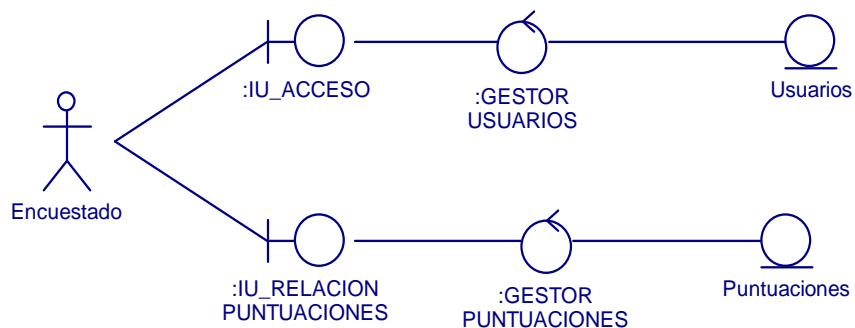 :IU_ACCESO
:GESTOR
USUARIOS
Usuarios
Encuestado
:IU_RELACION
PUNTUACIONES
:GESTOR
PUNTUACIONES
Puntuaciones